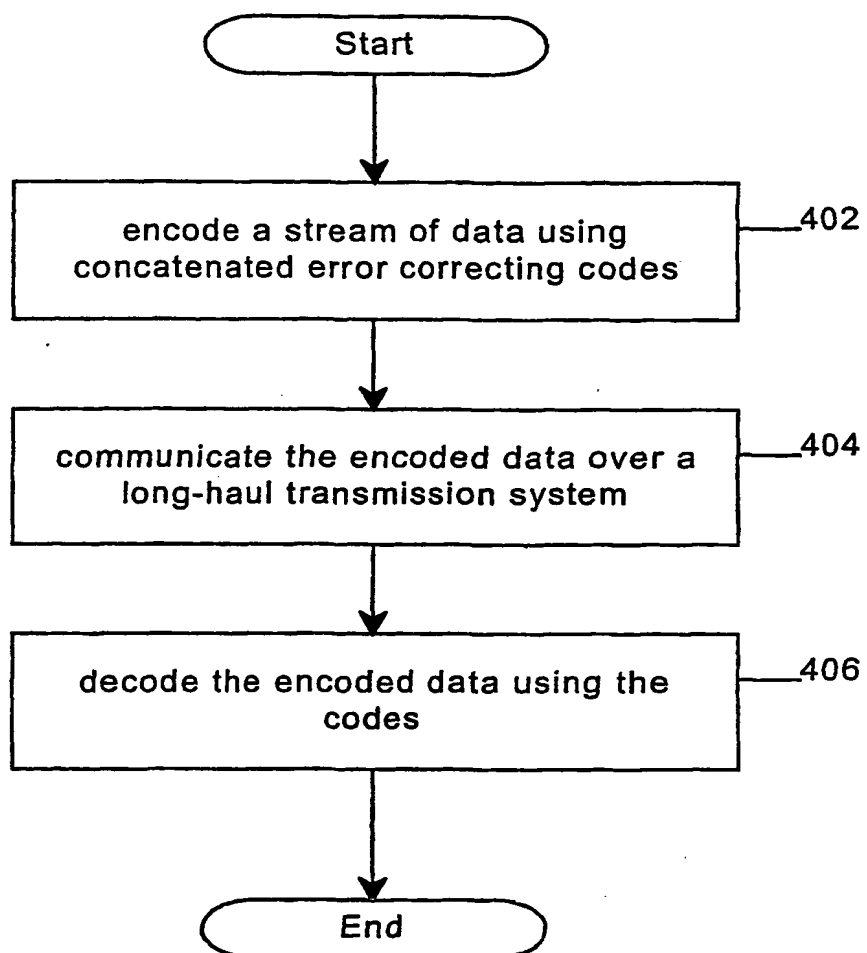 Start
encode a stream of data using
concatenated error correcting codes
402
communicate the encoded data over a
long-haul transmission system
404
decode the encoded data using the
codes
406
End